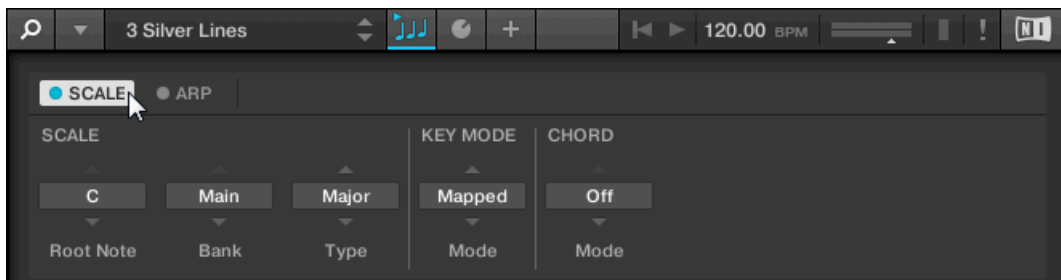 3 Silver Lines 120.00 BPM ! NI
SCALE ARP
SCALE KEY MODE CHORD
C Main Major Mapped Off
Root Note Bank Type Mode Mode